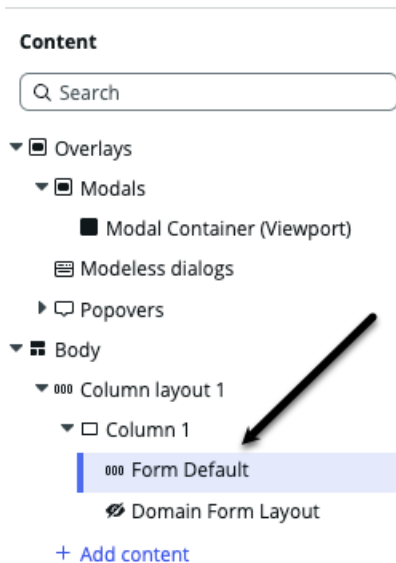 Content
Search
Overlays
Modals
Modal Container (Viewport)
Modeless dialogs
Popovers
Body
Column layout 1
Column 1
Form Default
Domain Form Layout
+ Add content